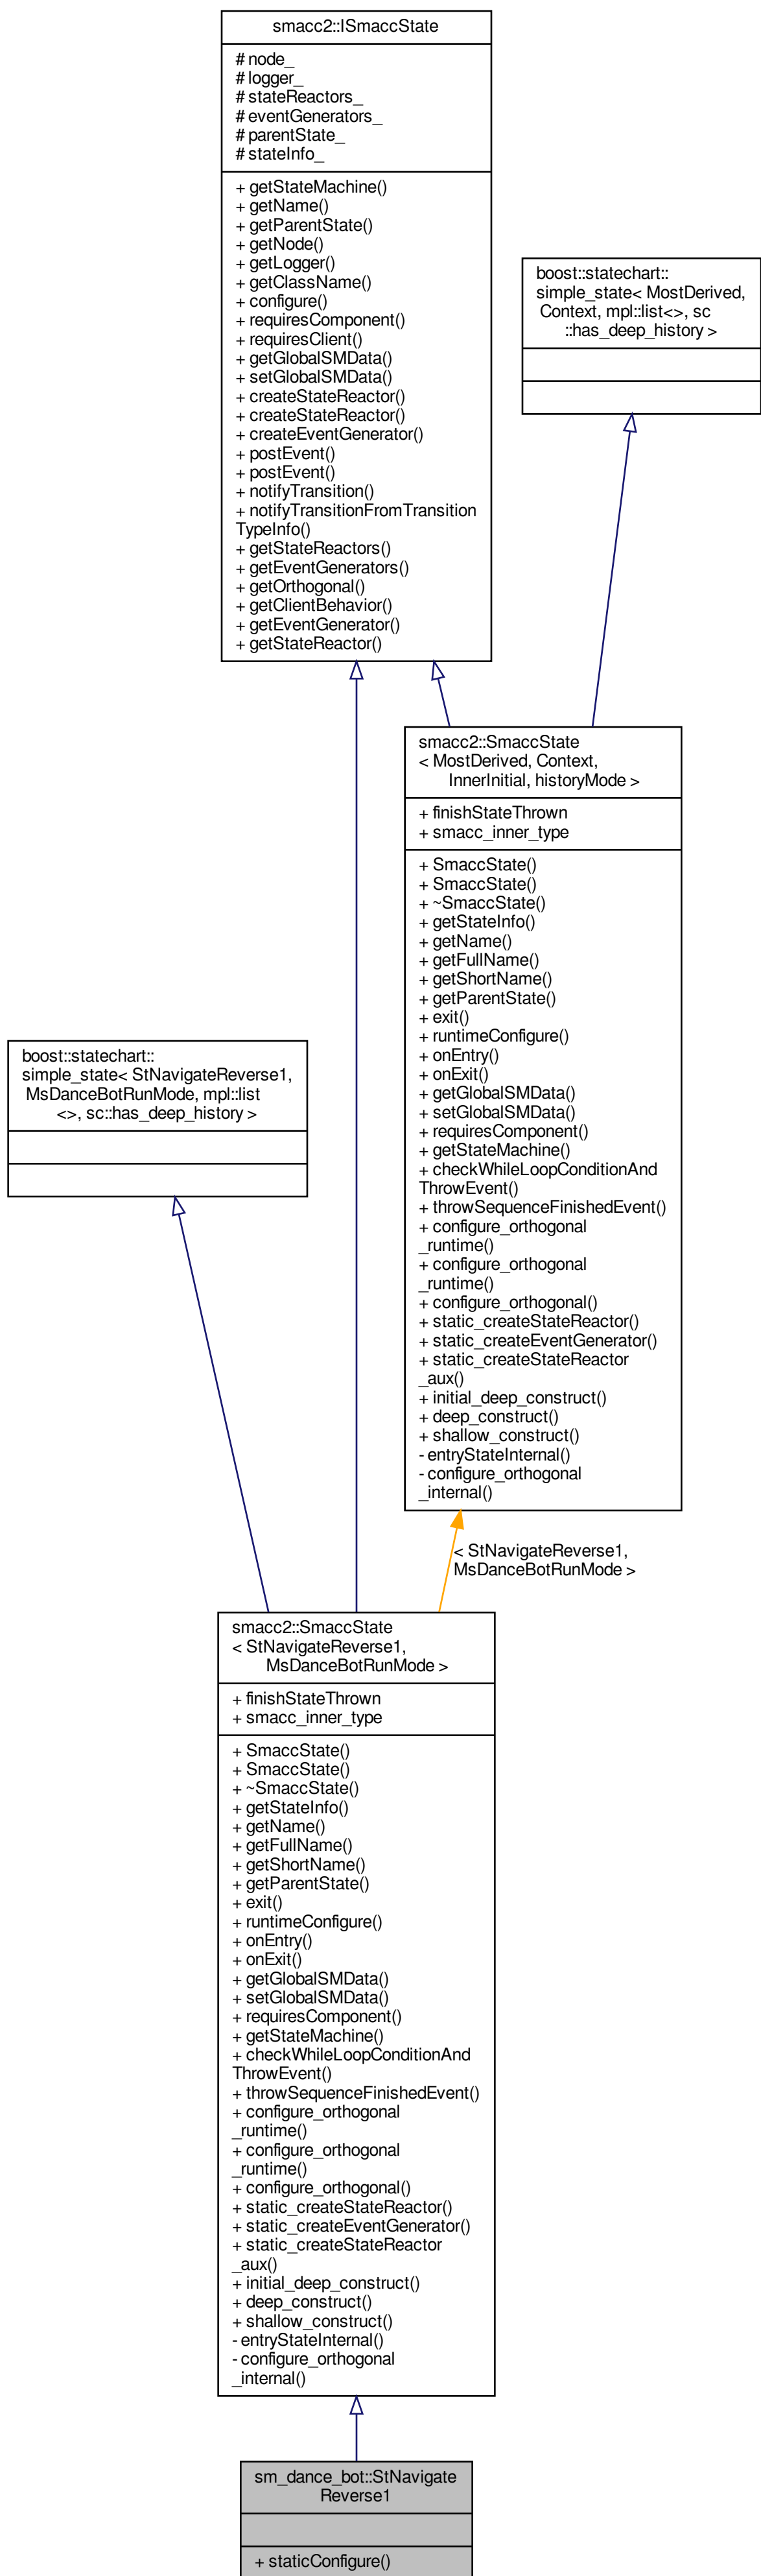 smacc2::ISmaccState
# node_
# logger_
# stateReactors_
# eventGenerators_
# parentState_
# stateInfo_
+ getStateMachine()
+ getName()
+ getParentState()
+ getNode()
+ getLogger()
+ getClassName()
+ configure()
+ requiresComponent()
+ requiresClient()
+ getGlobalSMData()
+ setGlobalSMData()
+ createStateReactor()
+ createStateReactor()
+ createEventGenerator()
+ postEvent()
+ postEvent()
+ notifyTransition()
+ notifyTransitionFromTransition
TypeInfo()
+ getStateReactors()
+ getEventGenerators()
+ getOrthogonal()
+ getClientBehavior()
+ getEventGenerator()
+ getStateReactor()
boost::statechart::
simple_state< MostDerived,
Context, mpl::list<>, sc
::has_deep_history >
smacc2::SmaccState
< MostDerived, Context,
InnerInitial, historyMode >
+ finishStateThrown
+ smacc_inner_type
+ SmaccState()
+ SmaccState()
+ ~SmaccState()
+ getStateInfo()
+ getName()
+ getFullName()
+ getShortName()
+ getParentState()
+ exit()
+ runtimeConfigure()
+ onEntry()
+ onExit()
+ getGlobalSMData()
+ setGlobalSMData()
+ requiresComponent()
+ getStateMachine()
+ checkWhileLoopConditionAnd
ThrowEvent()
+ throwSequenceFinishedEvent()
+ configure_orthogonal
_runtime()
+ configure_orthogonal
_runtime()
+ configure_orthogonal()
+ static_createStateReactor()
+ static_createEventGenerator()
+ static_createStateReactor
_aux()
+ initial_deep_construct()
+ deep_construct()
+ shallow_construct()
- entryStateInternal()
- configure_orthogonal
_internal()
boost::statechart::
simple_state< StNavigateReverse1,
MsDanceBotRunMode, mpl::list
<>, sc::has_deep_history >
< StNavigateReverse1,
MsDanceBotRunMode >
smacc2::SmaccState
< StNavigateReverse1,
MsDanceBotRunMode >
+ finishStateThrown
+ smacc_inner_type
+ SmaccState()
+ SmaccState()
+ ~SmaccState()
+ getStateInfo()
+ getName()
+ getFullName()
+ getShortName()
+ getParentState()
+ exit()
+ runtimeConfigure()
+ onEntry()
+ onExit()
+ getGlobalSMData()
+ setGlobalSMData()
+ requiresComponent()
+ getStateMachine()
+ checkWhileLoopConditionAnd
ThrowEvent()
+ throwSequenceFinishedEvent()
+ configure_orthogonal
_runtime()
+ configure_orthogonal
_runtime()
+ configure_orthogonal()
+ static_createStateReactor()
+ static_createEventGenerator()
+ static_createStateReactor
_aux()
+ initial_deep_construct()
+ deep_construct()
+ shallow_construct()
- entryStateInternal()
- configure_orthogonal
_internal()
sm_dance_bot::StNavigate
Reverse1
+ staticConfigure()